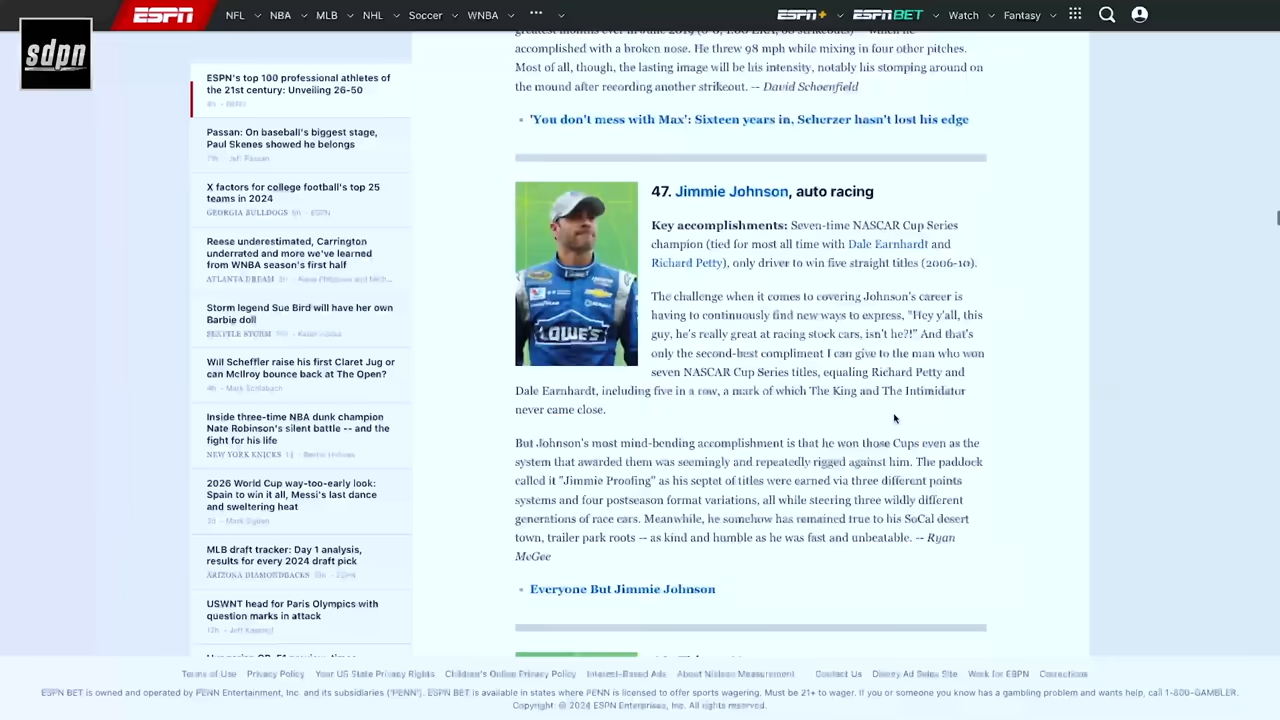 ESPN NFL NBA MLB NHL Soccer WNBA ••• ESPN+ ESPN BET Watch Fantasy
sdpn
ESPN's top 100 professional athletes of
the 21st century: Unveiling 26-50
Passan: On baseball's biggest stage,
Paul Skenes showed he belongs
X factors for college football's top 25
teams in 2024
GEORGIA BULLDOGS
Reese underestimated, Carrington
underrated and more we've learned
from WNBA season's first half
ATLANTA DREAM
Storm legend Sue Bird will have her own
Barbie doll
SEATTLE STORM
Will Scheffler raise his first Claret Jug or
can McIlroy bounce back at The Open?
Inside three-time NBA dunk champion
Nate Robinson's silent battle -- and the
fight for his life
NEW YORK KNICKS
2026 World Cup way-too-early look:
Spain to win it all, Messi's last dance
and sweltering heat
2d - Mark Ogden
MLB draft tracker: Day 1 analysis,
results for every 2024 draft pick
ARIZONA DIAMONDBACKS
USWNT head for Paris Olympics with
question marks in attack
accomplished with a broken nose. He threw 98 mph while mixing in four other pitches.
Most of all, though, the lasting image will be his intensity, notably his stomping around on
the mound after recording another strikeout. -- David Schoenfield
'You don't mess with Max': Sixteen years in, Scherzer hasn't lost his edge
47. Jimmie Johnson, auto racing
Key accomplishments: Seven-time NASCAR Cup Series
champion (tied for most all time with Dale Earnhardt and
Richard Petty), only driver to win five straight titles (2006-10).
The challenge when it comes to covering Johnson's career is
having to continuously find new ways to express, "Hey y'all, this
guy, he's really great at racing stock cars, isn't he?!" And that's
only the second-best compliment I can give to the man who won
seven NASCAR Cup Series titles, equaling Richard Petty and
Dale Earnhardt, including five in a row, a mark of which The King and The Intimidator
never came close.
But Johnson's most mind-bending accomplishment is that he won those Cups even as the
system that awarded them was seemingly and repeatedly rigged against him. The paddock
called it "Jimmie Proofing" as his septet of titles were earned via three different points
systems and four postseason format variations, all while steering three wildly different
generations of race cars. Meanwhile, he somehow has remained true to his SoCal desert
town, trailer park roots -- as kind and humble as he was fast and unbeatable. -- Ryan
McGee
Everyone But Jimmie Johnson
LOWE'S
Terms of Use Privacy Policy Your US State Privacy Rights Children's Online Privacy Policy Interest-Based Ads About Nielsen Measurement Contact Us Disney Ad Sales Site Work for ESPN Corrections
ESPN BET is owned and operated by PENN Entertainment, Inc. and its subsidiaries ('PENN'). ESPN BET is available in states where PENN is licensed to offer sports wagering. Must be 21+ to wager. If you or someone you know has a gambling problem and wants help, call 1-800-GAMBLER.
Copyright: © 2024 ESPN Enterprises, Inc. All rights reserved.